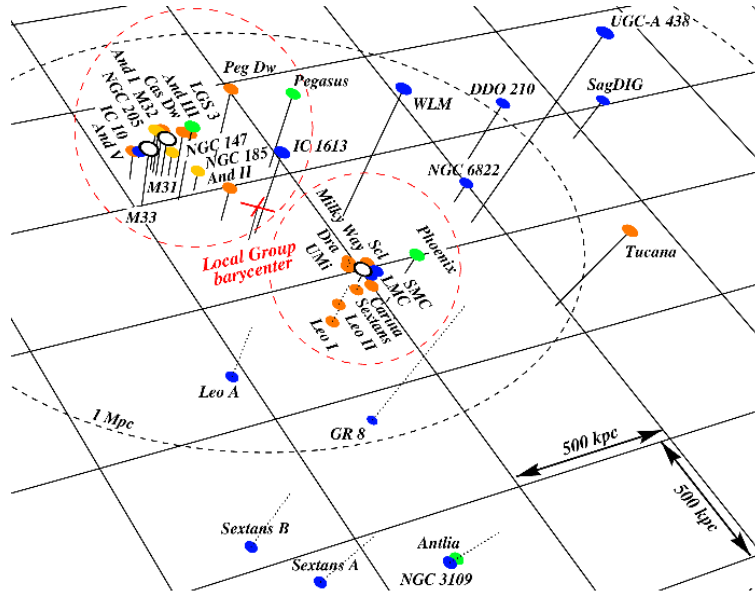 UGC-A 438
And I
M32
Cas Dw
And III
LGS 3
NGC 205
IC 10
And V
Peg Dw
Pegasus
WLM
DDO 210
SagDIG
NGC 147
IC 1613
NGC 185
And II
M31
M33
NGC 6822
Local Group
barycenter
Milky Way
Dra
UMi
Scl
LMC
SMC
Phoenix
Tucana
Carina
Sextans
Leo II
Leo I
Leo A
1 Mpc
GR 8
500 kpc
500 kpc
Sextans B
Sextans A
Antlia
NGC 3109